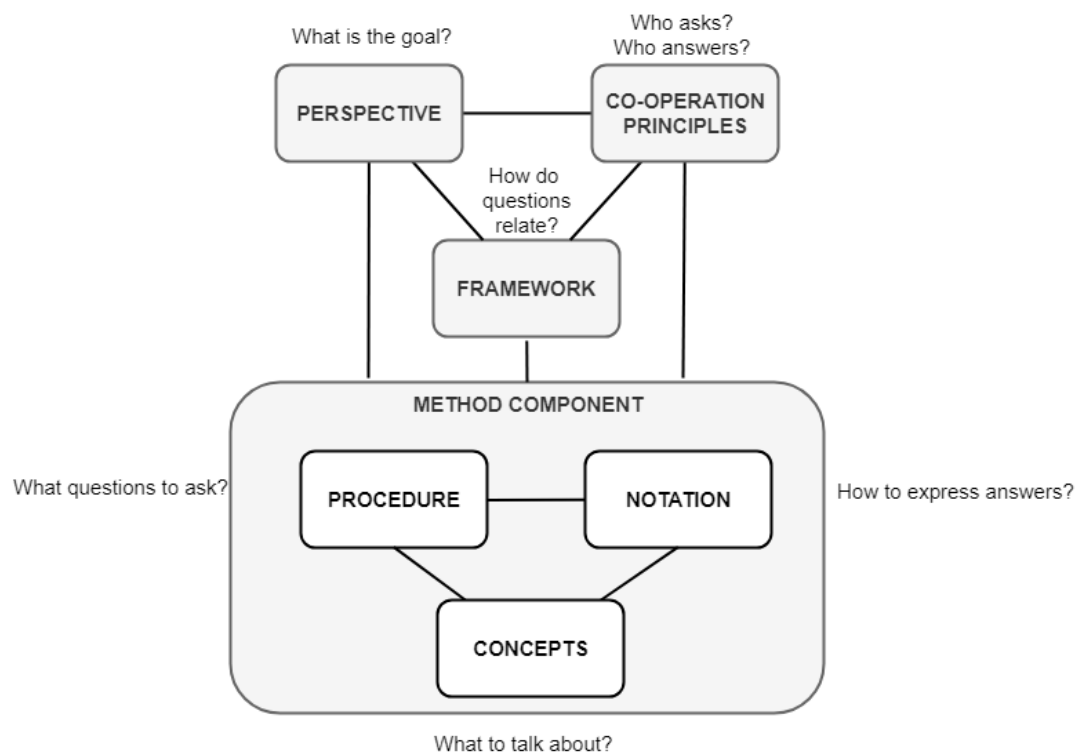 What is the goal?
Who asks?
Who answers?
PERSPECTIVE
CO-OPERATION
PRINCIPLES
How do
questions
relate?
FRAMEWORK
METHOD COMPONENT
What questions to ask?
PROCEDURE
NOTATION
How to express answers?
CONCEPTS
What to talk about?